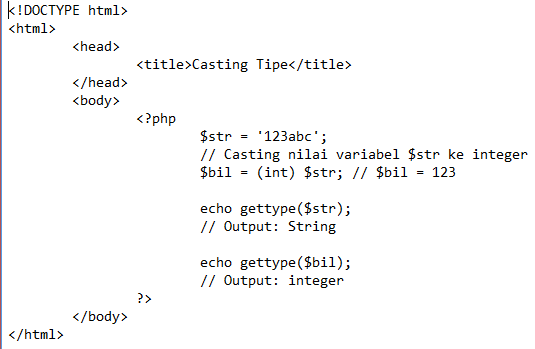 <!DOCTYPE html>
<html>
<head>
<title>Casting Tipe</title>
</head>
<body>
<?php
$str = '123abc';
// Casting nilai variabel $str ke integer
$bil = (int) $str; // $bil = 123
echo gettype($str);
// Output: String
echo gettype($bil);
// Output: integer
?>
</body>
</html>